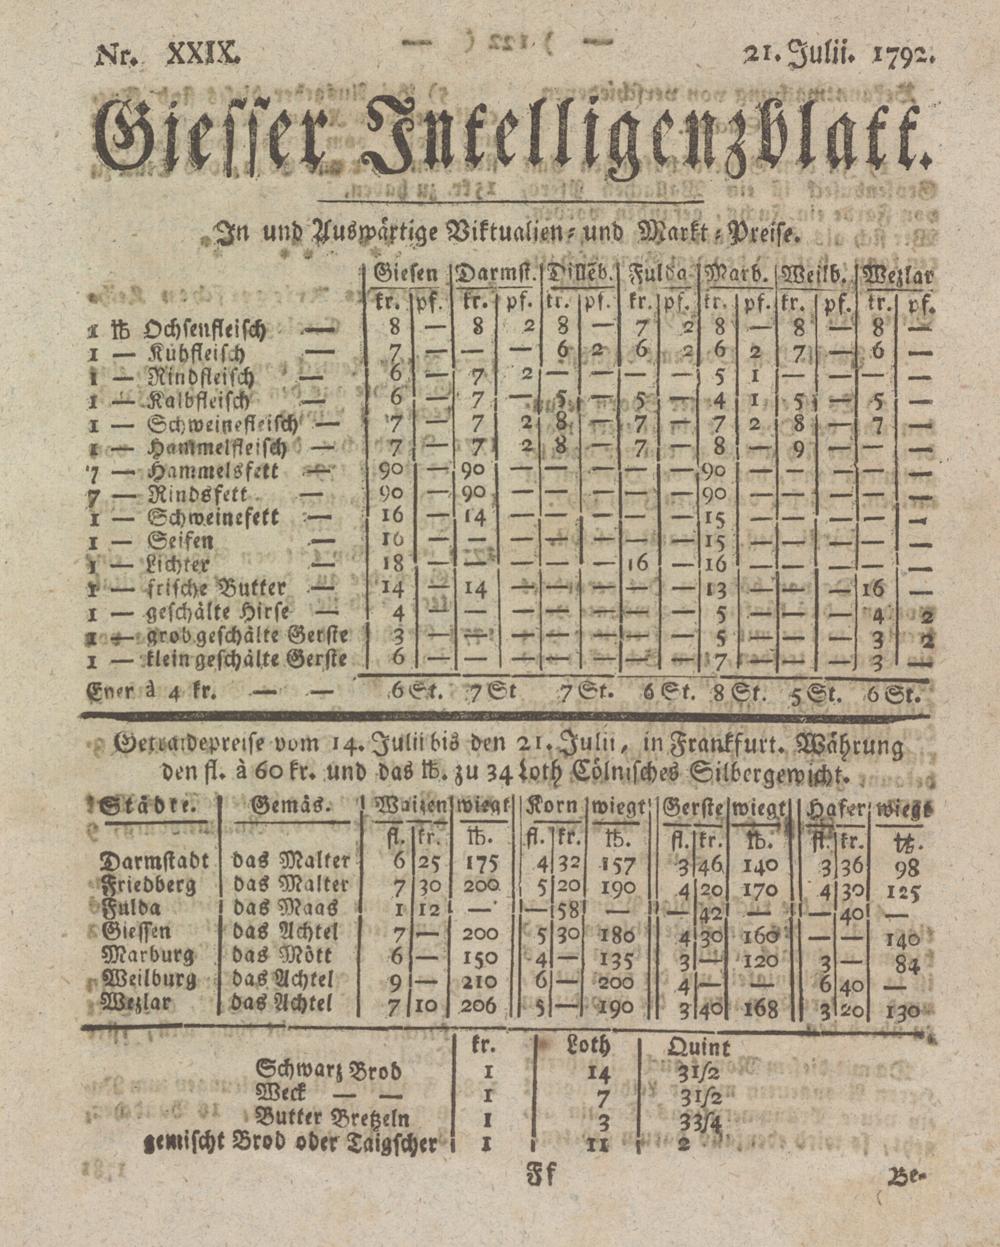 Nr. XXIX. 21. Julii. 1792.
Giesser Intelligenzblatt.
In und Auswärtige Viktualien- und Markt-Preise.
Giesen Darmst. Dillēb. Fulda Marb. Weilb. Wezlar
kr. pf. kr. pf. kr. pf. kr. pf. kr. pf. kr. pf. kr. pf.
1 ℔ Ochsenfleisch — 8 — 8 2 8 — 7 2 8 — 8 — 8 —
1 — Kühfleisch — 7 — — — 6 2 6 2 6 2 7 — 6 —
1 — Rindfleisch — 6 — 7 2 — — — — 5 1 — — — —
1 — Kalbfleisch — 6 — 7 — 5 — 5 — 4 1 5 — 5 —
1 — Schweinefleisch — 7 — 7 2 8 — 7 — 7 2 8 — 7 —
1 — Hammelfleisch — 7 — 7 2 8 — 7 — 8 — 9 — — —
7 — Hammelsfett — 90 — 90 — — — — — 90 — — — — —
7 — Rindsfett — 90 — 90 — — — — — 90 — — — — —
1 — Schweinefett — 16 — 14 — — — — — 15 — — — — —
1 — Seifen — 16 — — — — — — — 15 — — — — —
1 — Lichter — 18 — — — — — 16 — 16 — — — — —
1 — frische Butter — 14 — 14 — — — — — 13 — — — 16 —
1 — geschälte Hirse — 4 — — — — — — — 5 — — — 4 2
1 — grob geschälte Gerste 3 — — — — — — — 5 — — — 3 2
1 — klein geschälte Gerste 6 — — — — — — — 7 — — — 3 —
Eyer à 4 kr. — — 6 St. 7 St 7 St. 6 St. 8 St. 5 St. 6 St.
Getraidepreise vom 14. Julii bis den 21. Julii, in Frankfurt. Währung
den fl. à 60 kr. und das ℔. zu 34 Loth Cölnisches Silbergewicht.
Städte. Gemäs. Waizen wiegt Korn wiegt Gerste wiegt Hafer wiegt
fl. kr. ℔. fl. kr. ℔. fl. kr. ℔. fl. kr. ℔.
Darmstadt das Malter 6 25 175 4 32 157 3 46 140 3 36 98
Friedberg das Malter 7 30 200 5 20 190 4 20 170 4 30 125
Fulda das Maas 1 12 — — 58 — — 42 — — 40 —
Giessen das Achtel 7 — 200 5 30 180 4 30 160 — — 140
Marburg das Mött 6 — 150 4 — 135 3 — 120 3 — 84
Weilburg das Achtel 9 — 210 6 — 200 4 — — 6 40 —
Wezlar das Achtel 7 10 206 5 — 190 3 40 168 3 20 130
kr. Loth Quint
Schwarz Brod 1 14 3 1/2
Weck — — 1 7 3 1/2
Butter Bretzeln 1 3 3 3/4
gemischt Brod oder Taigscher 1 11 2
Ff Be-